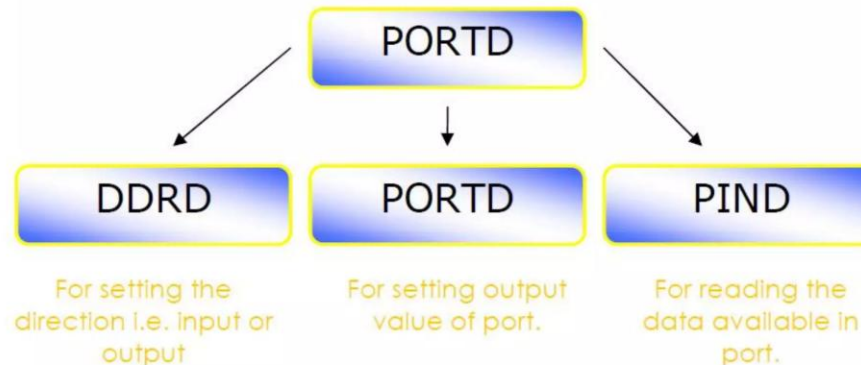 PORTD
DDRD
PORTD
PIND
For setting the
direction i.e. input or
output
For setting output
value of port.
For reading the
data available in
port.